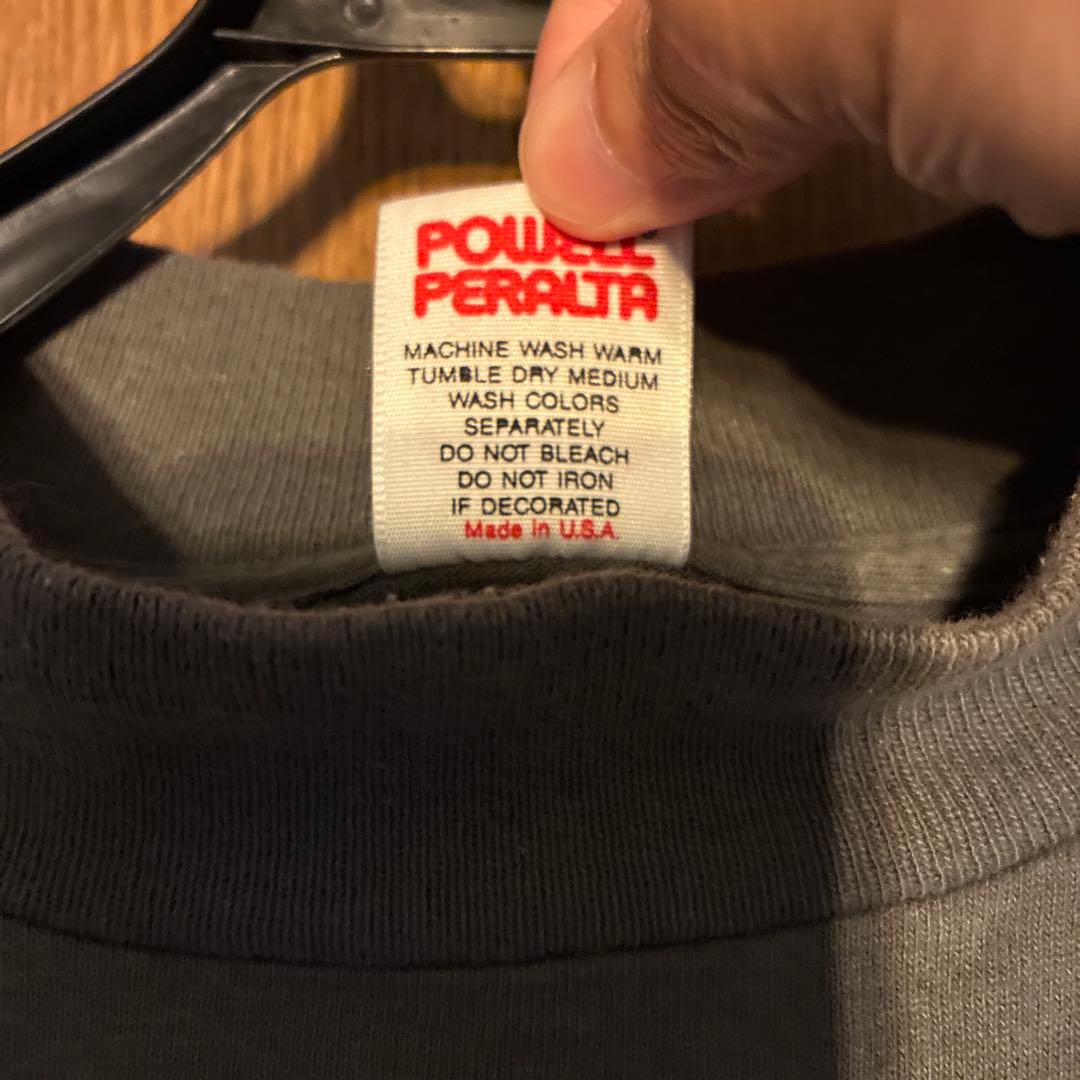 POWELL
PERALTA
MACHINE WASH WARM
TUMBLE DRY MEDIUM
WASH COLORS
SEPARATELY
DO NOT BLEACH
DO NOT IRON
IF DECORATED
Made in U.S.A.